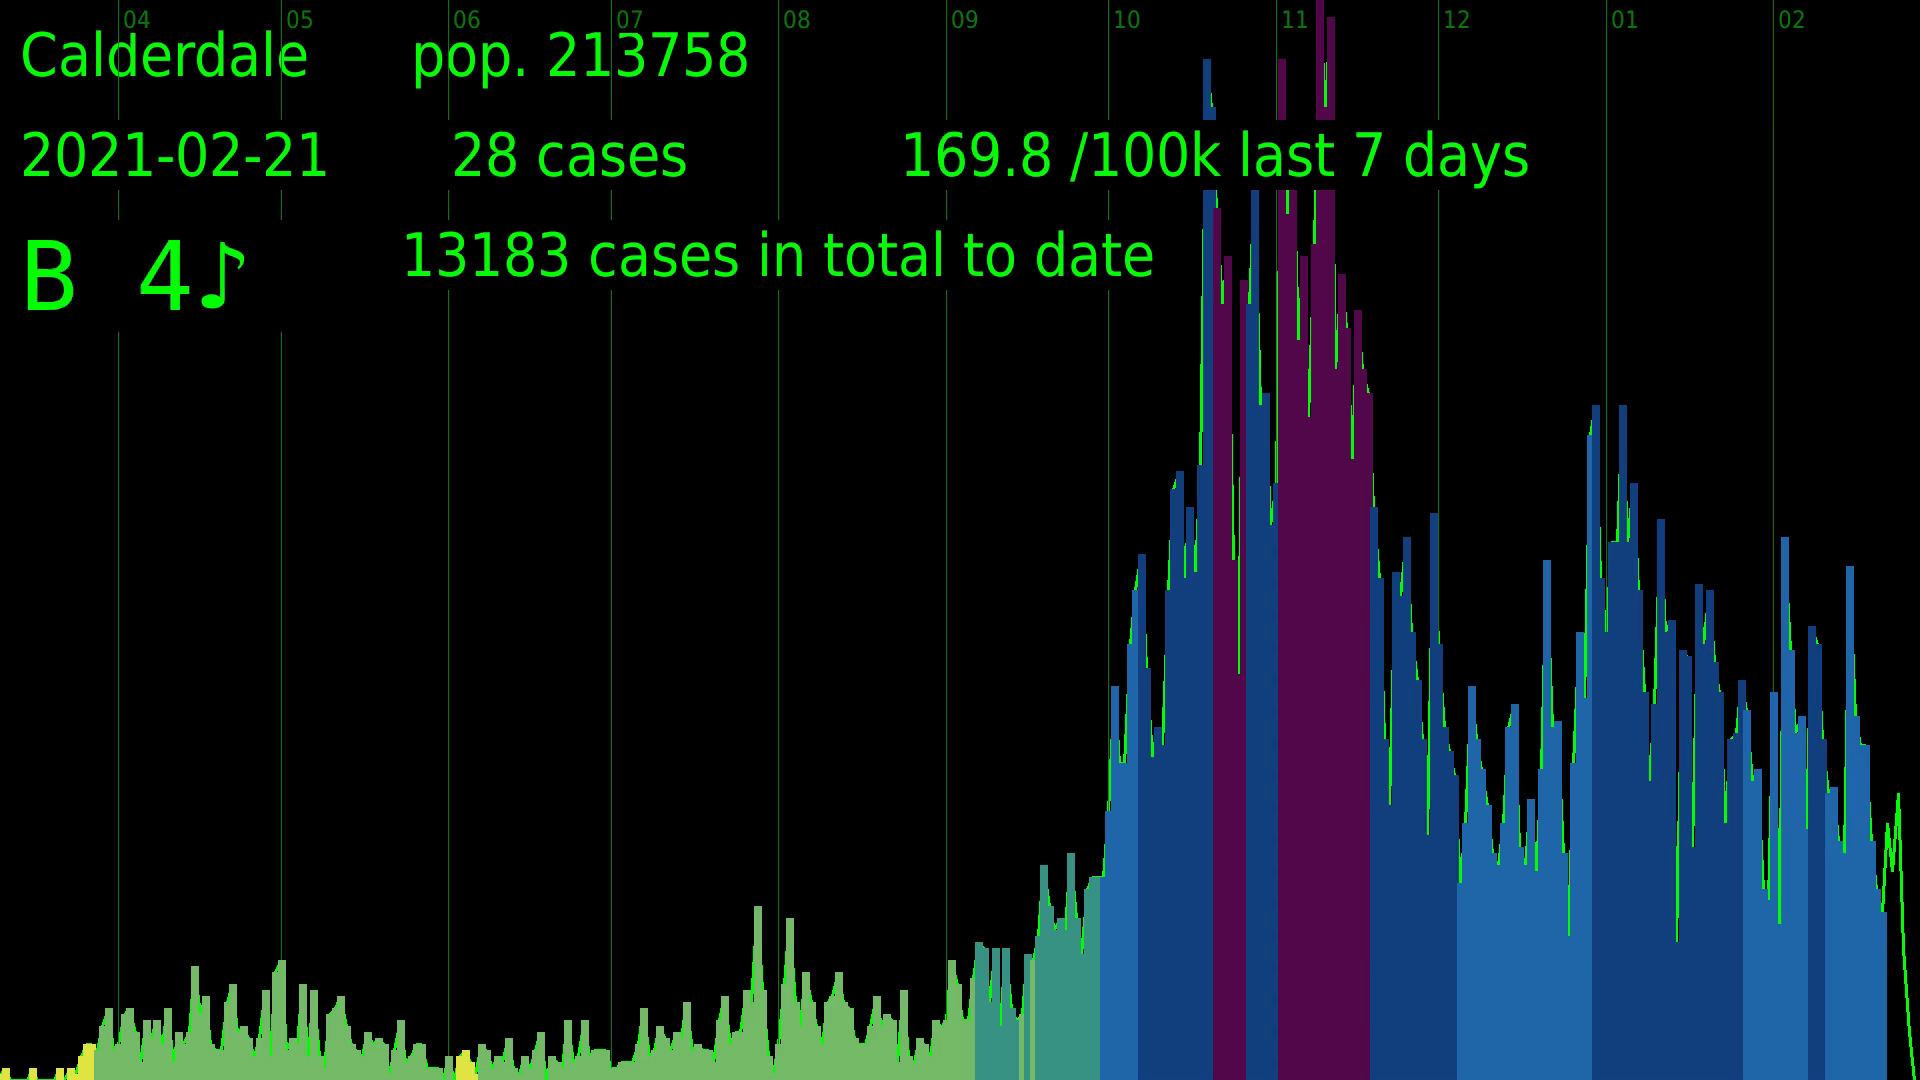 04 05 06 07 08 09 10 11 12 01 02
Calderdale pop. 213758
2021-02-21 28 cases 169.8 /100k last 7 days
B 4♪ 13183 cases in total to date